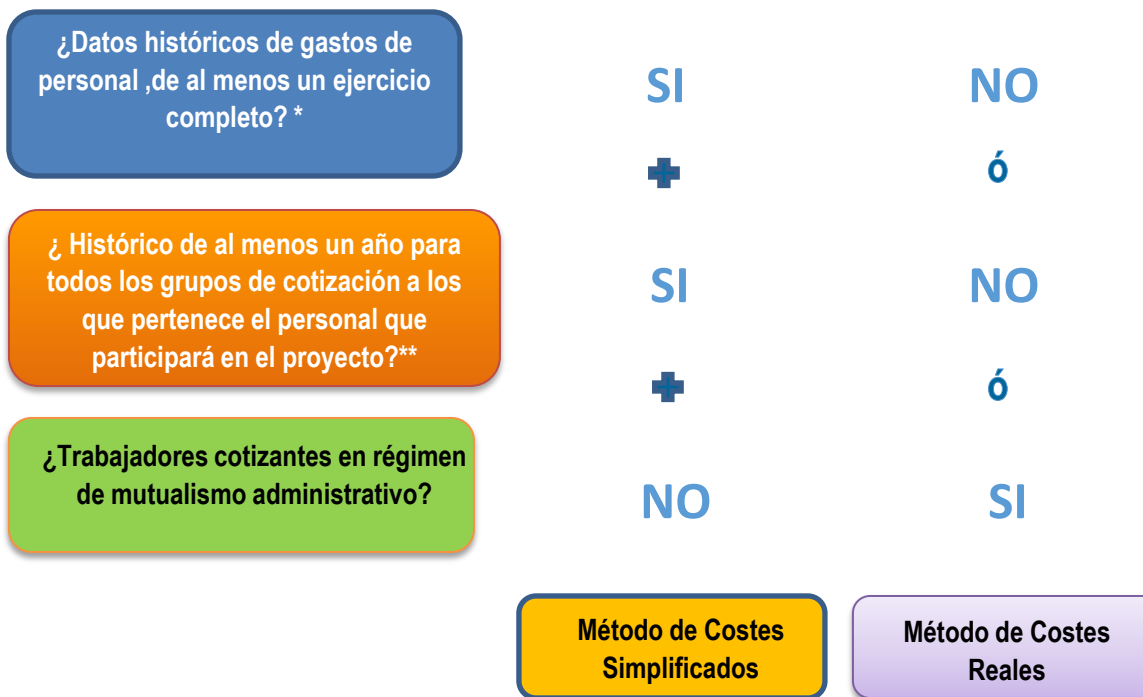 ¿Datos históricos de gastos de
personal ,de al menos un ejercicio
completo? *
SI
NO
+
ó
¿ Histórico de al menos un año para
todos los grupos de cotización a los
que pertenece el personal que
participará en el proyecto?**
SI
NO
+
ó
¿Trabajadores cotizantes en régimen
de mutualismo administrativo?
NO
SI
Método de Costes
Simplificados
Método de Costes
Reales